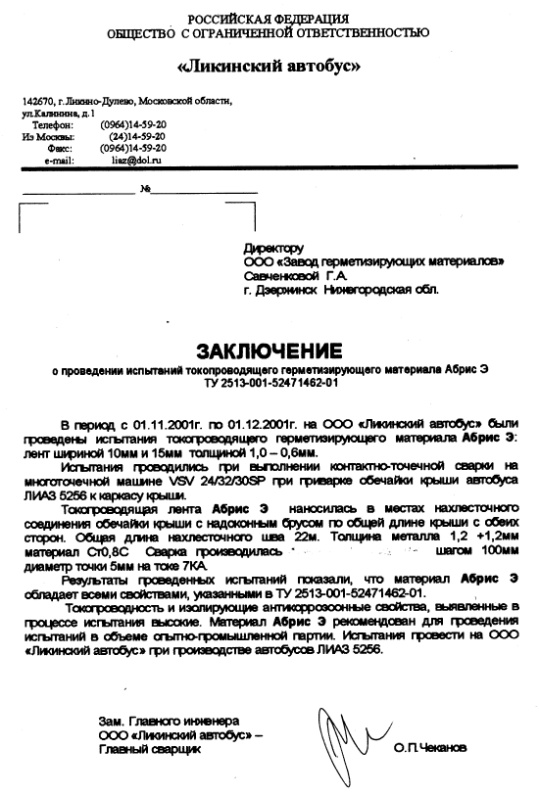 РОССИЙСКАЯ ФЕДЕРАЦИЯ
ОБЩЕСТВО С ОГРАНИЧЕННОЙ ОТВЕТСТВЕННОСТЬЮ
«Ликинский автобус»
142670, г.Ликино-Дулево, Московской области,
ул.Калинина, д.1
Телефон: (0964)14-59-20
Из Москвы: (24)14-59-20
Факс: (0964)14-59-20
e-mail: liaz@dol.ru
№
Директору
ООО «Завод герметизирующих материалов»
Савченковой Г.А.
г. Дзержинск Нижегородская обл.
ЗАКЛЮЧЕНИЕ
о проведении испытаний токопроводящего герметизирующего материала Абрис Э
ТУ 2513-001-52471462-01
В период с 01.11.2001г. по 01.12.2001г. на ООО «Ликинский автобус» были
проведены испытания токопроводящего герметизирующего материала Абрис Э:
лент шириной 10мм и 15мм толщиной 1,0 – 0,6мм.
Испытания проводились при выполнении контактно-точечной сварки на
многоточечной машине VSV 24/32/30SP при приварке обечайки крыши автобуса
ЛИАЗ 5256 к каркасу крыши.
Токопроводящая лента Абрис Э наносилась в местах нахлесточного
соединения обечайки крыши с надоконным брусом по общей длине крыши с обеих
сторон. Общая длина нахлесточного шва 22м. Толщина металла 1,2 +1,2мм
материал Ст0,8С Сварка производилась шагом 100мм
диаметр точки 5мм на токе 7КА.
Результаты проведенных испытаний показали, что материал Абрис Э
обладает всеми свойствами, указанными в ТУ 2513-001-52471462-01.
Токопроводность и изолирующие антикоррозсонные свойства, выявленные в
процессе испытания высокие. Материал Абрис Э рекомендован для проведения
испытаний в объеме опытно-промышленной партии. Испытания провести на ООО
«Ликинский автобус» при производстве автобусов ЛИАЗ 5256.
Зам. Главного инженера
ООО «Ликинский автобус» –
Главный сварщик
О.П.Чеканов